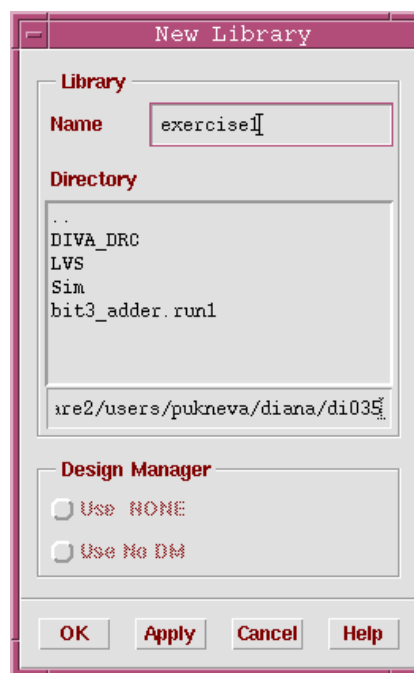 New Library
Library
Name exercise1
Directory
..
DIVA_DRC
LVS
Sim
bit3_adder.run1
are2/users/pukneva/diana/di035
Design Manager
Use NONE
Use No DM
OK Apply Cancel Help